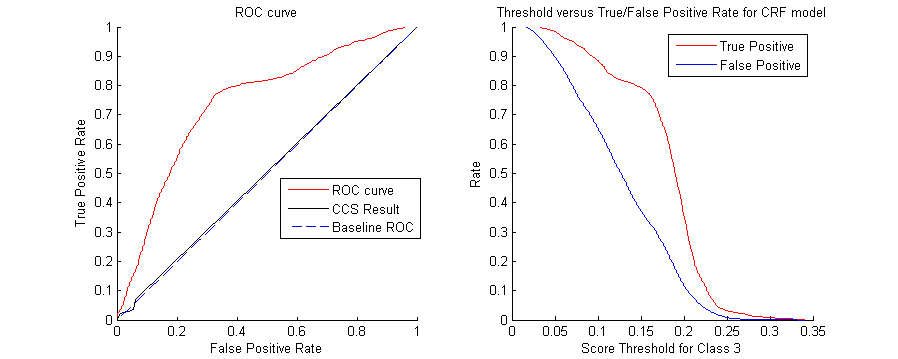 ROC curve
1
0.9
0.8
0.7
0.6
0.5
0.4
0.3
0.2
0.1
0
True Positive Rate
ROC curve
CCS Result
Baseline ROC
0 0.2 0.4 0.6 0.8 1
False Positive Rate
Threshold versus True/False Positive Rate for CRF model
1
0.9
0.8
0.7
0.6
0.5
0.4
0.3
0.2
0.1
0
Rate
True Positive
False Positive
0 0.05 0.1 0.15 0.2 0.25 0.3 0.35
Score Threshold for Class 3